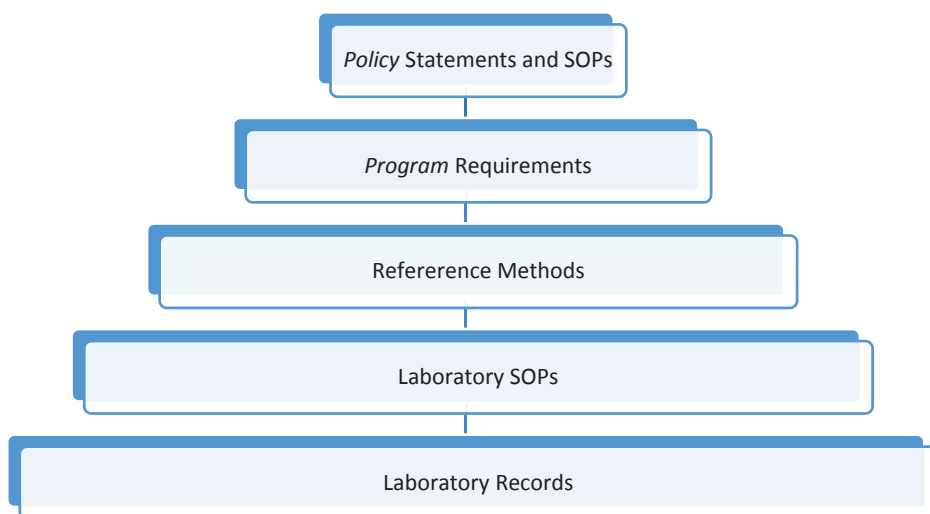 Policy Statements and SOPs
Program Requirements
Refererence Methods
Laboratory SOPs
Laboratory Records